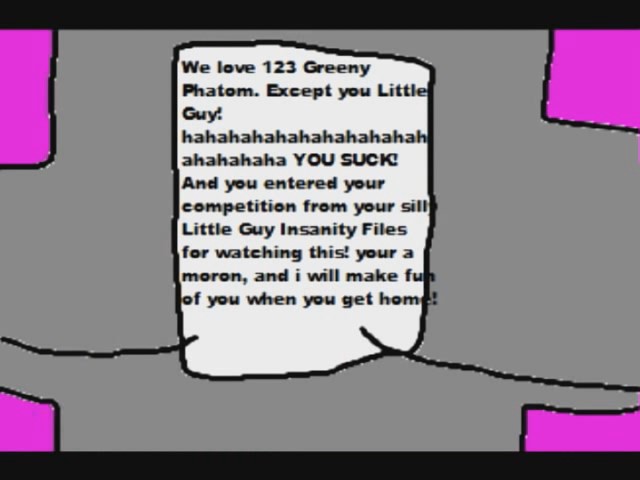 We love 123 Greeny
Phatom. Except you Little
Guy!
hahahahahahahahahahah
ahahahaha YOU SUCK!
And you entered your
competition from your silly
Little Guy Insanity Files
for watching this! your a
moron, and i will make fun
of you when you get home!